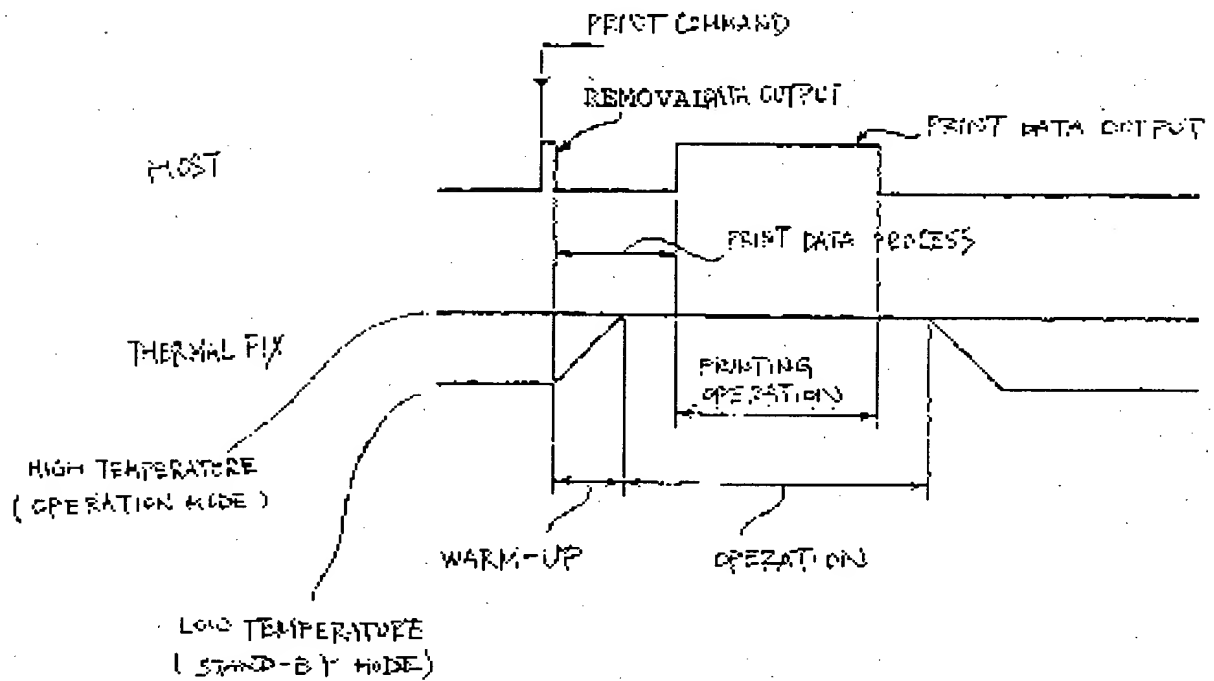 PRINT COMMAND
REMOVAL DATA OUTPUT
PRINT DATA OUTPUT
HOST
PRINT DATA PROCESS
THERMAL FIX
PRINTING
OPERATION
HIGH TEMPERATURE
(OPERATION MODE)
WARM-UP
OPERATION
LOW TEMPERATURE
(STAND-BY MODE)